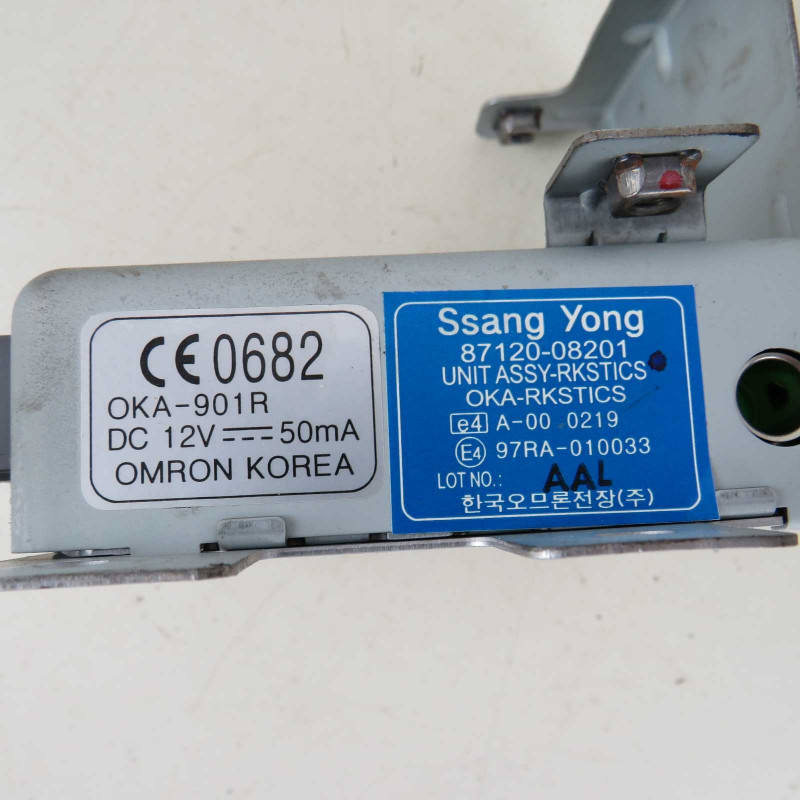 CE 0682
OKA-901R
DC 12V ⎓ 50mA
OMRON KOREA
Ssang Yong
87120-08201
UNIT ASSY-RKSTICS
OKA-RKSTICS
e4 A-00 0219
E4 97RA-010033
LOT NO.: AAL
한국오므론전장(주)